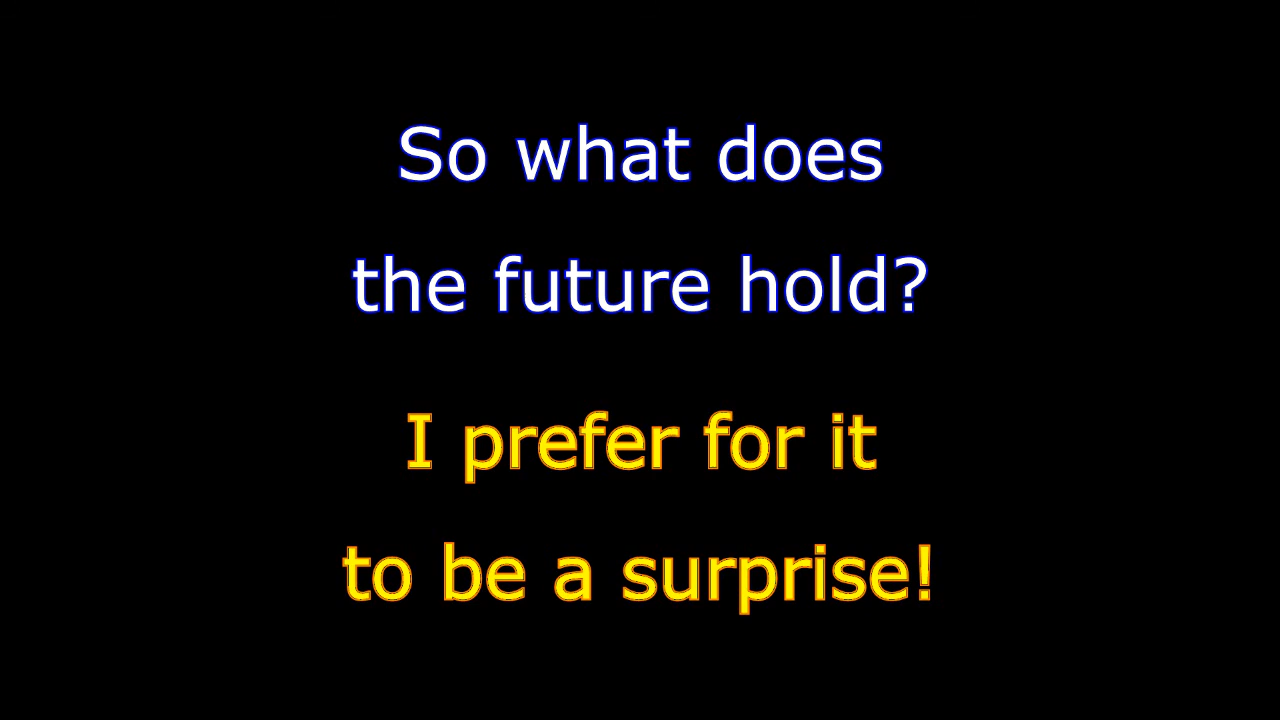 So what does
the future hold?
I prefer for it
to be a surprise!